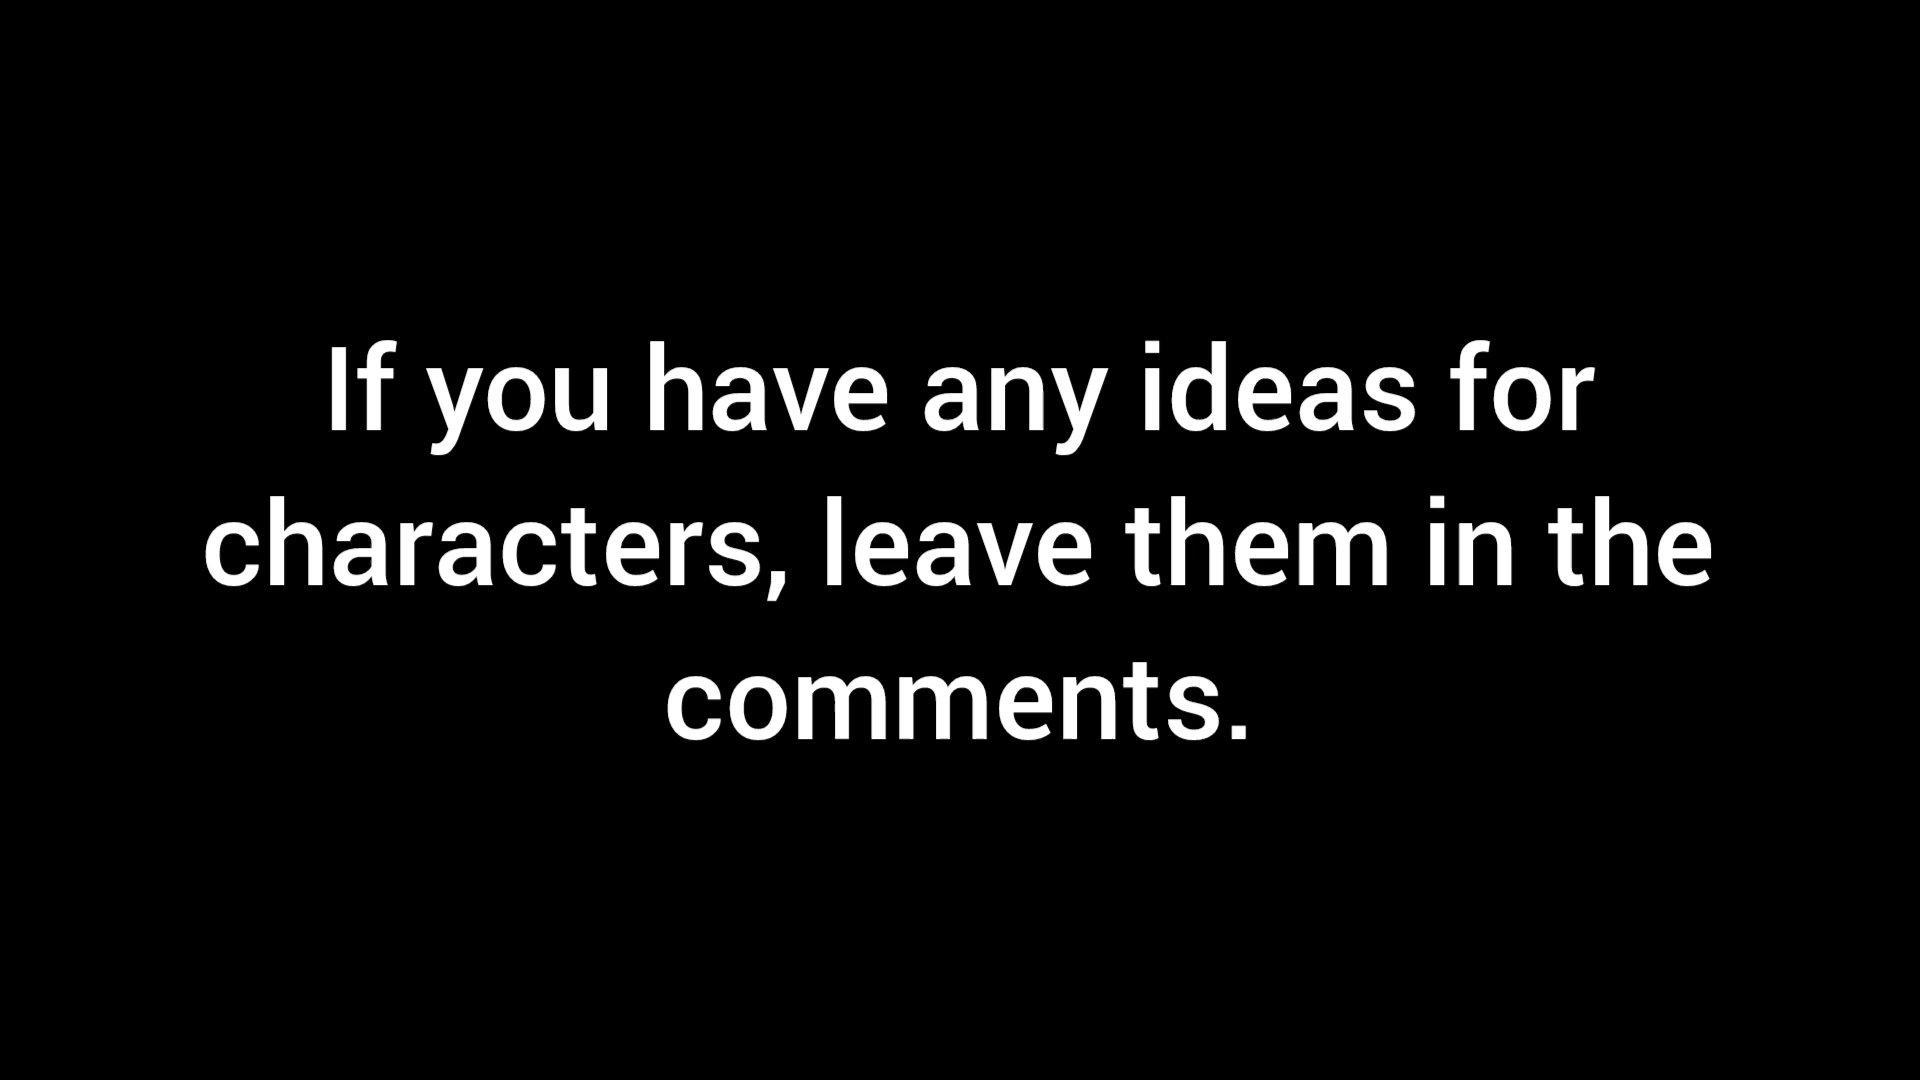 If you have any ideas for
characters, leave them in the
comments.